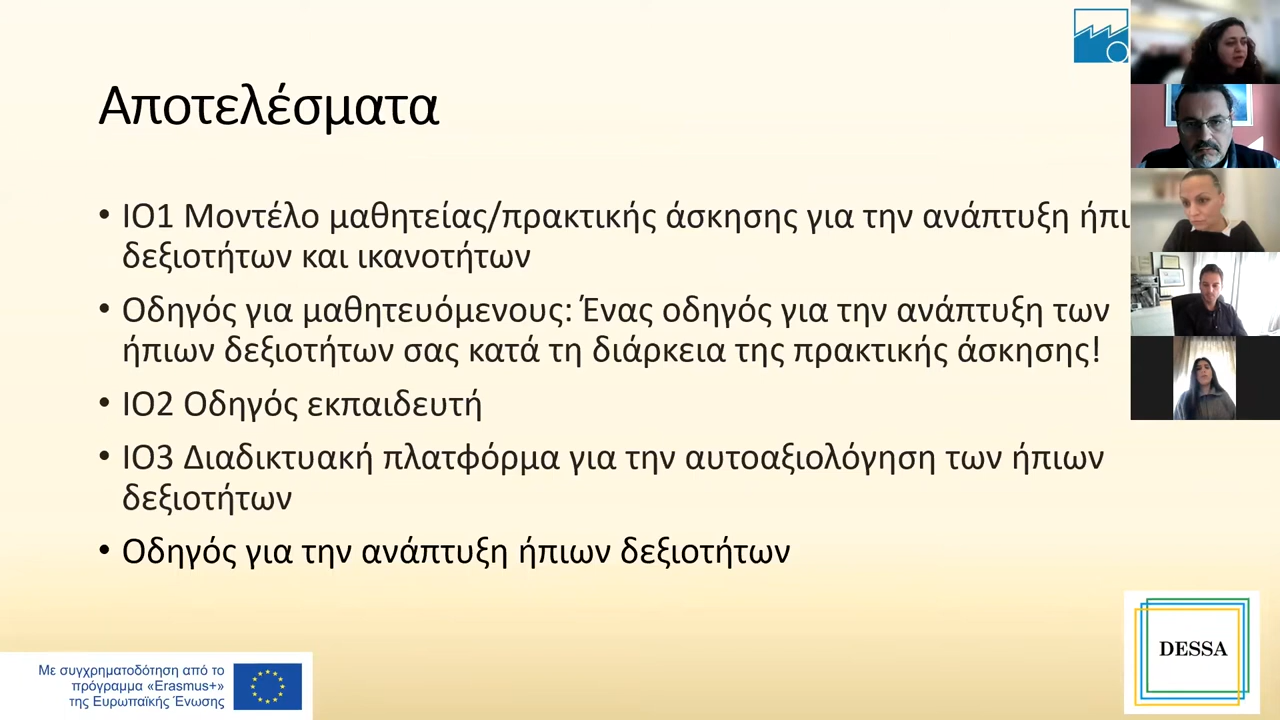 Αποτελέσματα
• IO1 Μοντέλο μαθητείας/πρακτικής άσκησης για την ανάπτυξη
δεξιοτήτων και ικανοτήτων
• Οδηγός για μαθητευόμενους: Ένας οδηγός για την ανάπτυξη των
ήπιων δεξιοτήτων σας κατά τη διάρκεια της πρακτικής άσκησης!
• IO2 Οδηγός εκπαιδευτή
• IO3 Διαδικτυακή πλατφόρμα για την αυτοαξιολόγηση των ήπιων
δεξιοτήτων
• Οδηγός για την ανάπτυξη ήπιων δεξιοτήτων
Με συγχρηματοδότηση από το
πρόγραμμα «Erasmus+»
της Ευρωπαϊκής Ένωσης
DESSA